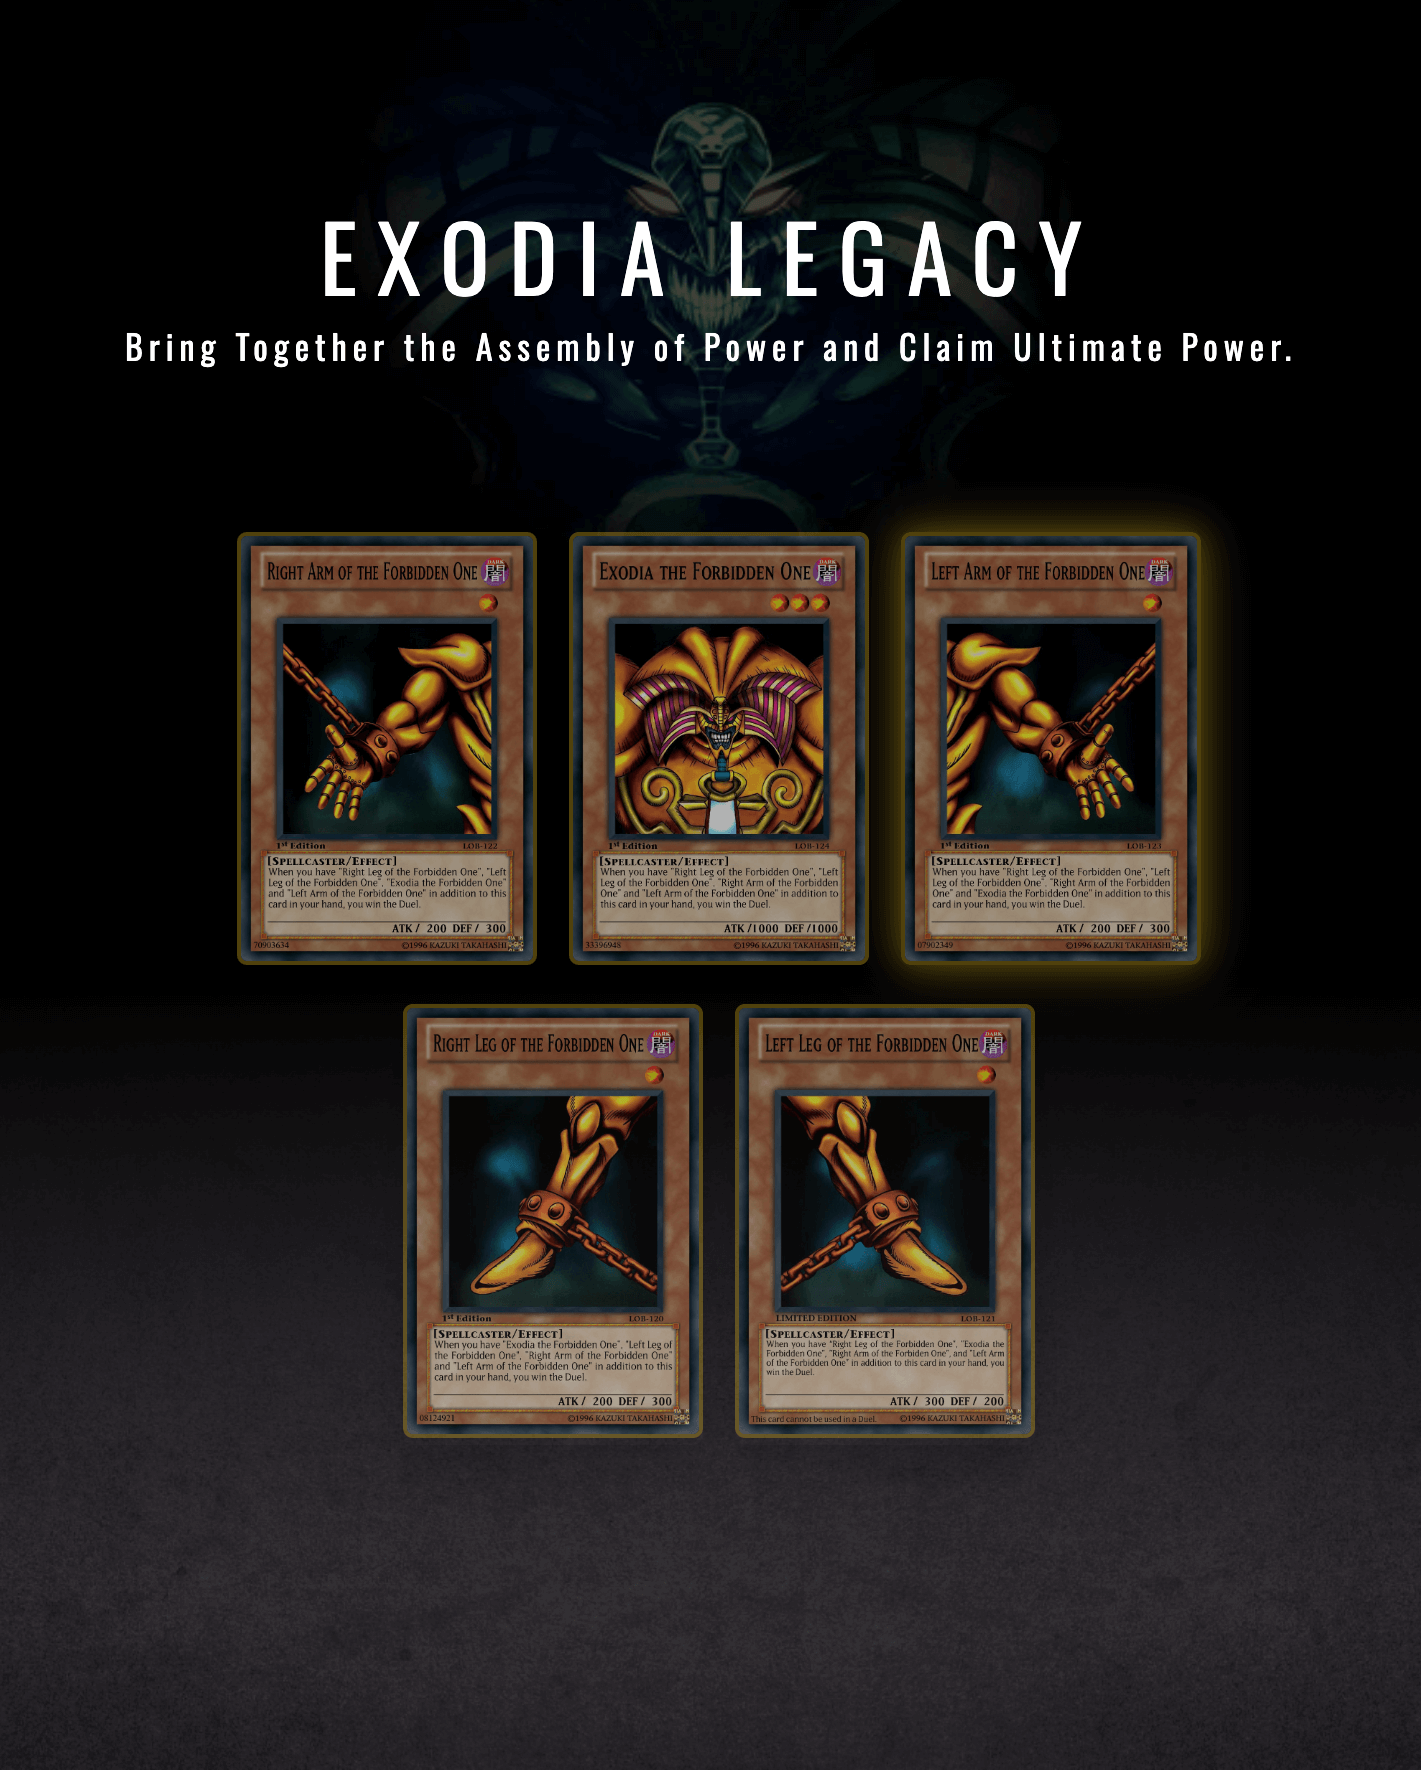 EXODIA LEGACY
Bring Together the Assembly of Power and Claim Ultimate Power.
RIGHT ARM OF THE FORBIDDEN ONE
DARK
闇
1st Edition
LOB-122
[SPELLCASTER/EFFECT]
When you have "Right Leg of the Forbidden One", "Left
Leg of the Forbidden One", "Exodia the Forbidden One"
and "Left Arm of the Forbidden One" in addition to this
card in your hand, you win the Duel.
ATK / 200 DEF / 300
70903634
©1996 KAZUKI TAKAHASHI
EXODIA THE FORBIDDEN ONE
DARK
闇
1st Edition
LOB-124
[SPELLCASTER/EFFECT]
When you have "Right Leg of the Forbidden One", "Left
Leg of the Forbidden One". "Right Arm of the Forbidden
One" and "Left Arm of the Forbidden One" in addition to
this card in your hand, you win the Duel.
ATK /1000 DEF /1000
33396948
©1996 KAZUKI TAKAHASHI
LEFT ARM OF THE FORBIDDEN ONE
DARK
闇
1st Edition
LOB-123
[SPELLCASTER/EFFECT]
When you have "Right Leg of the Forbidden One", "Left
Leg of the Forbidden One". "Right Arm of the Forbidden
One" and "Exodia the Forbidden One" in addition to this
card in your hand, you win the Duel.
ATK / 200 DEF / 300
07902349
©1996 KAZUKI TAKAHASHI
RIGHT LEG OF THE FORBIDDEN ONE
DARK
闇
1st Edition
LOB-120
[SPELLCASTER/EFFECT]
When you have "Exodia the Forbidden One", "Left Leg of
the Forbidden One", "Right Arm of the Forbidden One"
and "Left Arm of the Forbidden One" in addition to this
card in your hand, you win the Duel.
ATK / 200 DEF / 300
08124921
©1996 KAZUKI TAKAHASHI
LEFT LEG OF THE FORBIDDEN ONE
DARK
闇
LIMITED EDITION
LOB-121
[SPELLCASTER/EFFECT]
When you have "Right Leg of the Forbidden One", "Exodia the
Forbidden One", "Right Arm of the Forbiden One", and "Left Arm
of the Forbidden One" in addition to this card in your hand, you
win the Duel.
ATK / 300 DEF / 200
This card cannot be used in a Duel.
©1996 KAZUKI TAKAHASHI